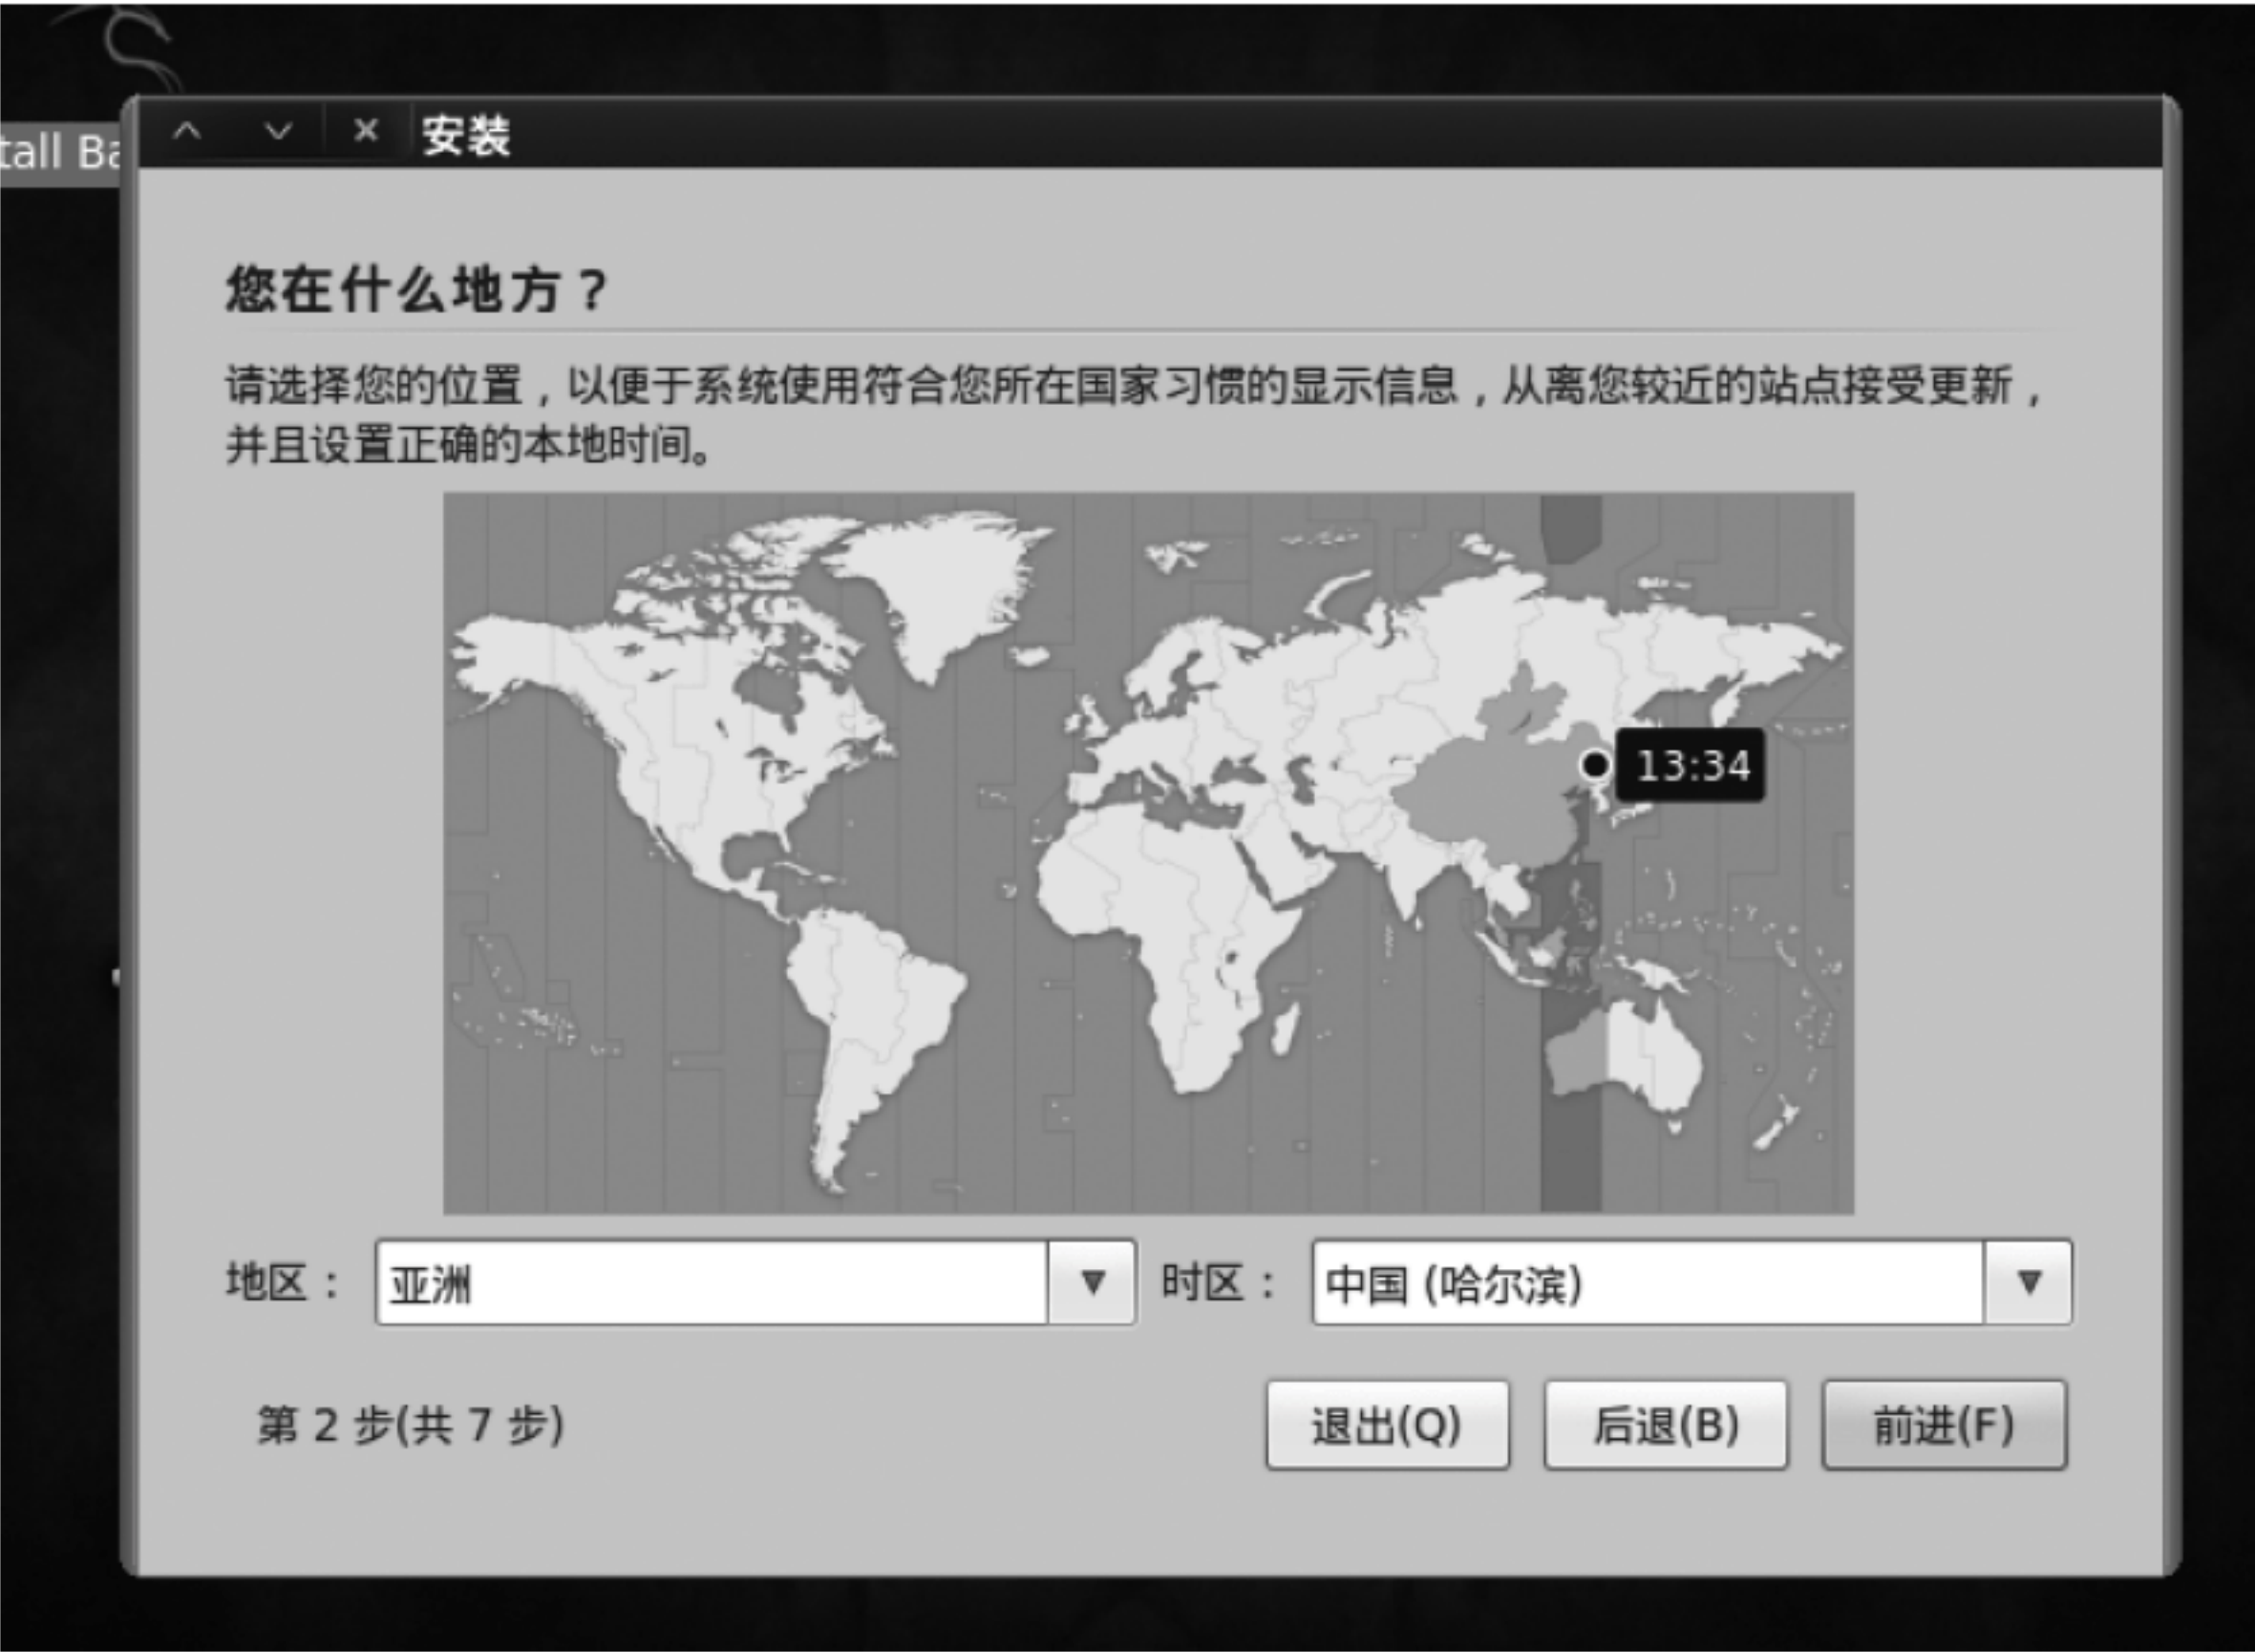 tall Ba
安装
您在什么地方？
请选择您的位置，以便于系统使用符合您所在国家习惯的显示信息，从离您较近的站点接受更新，
并且设置正确的本地时间。
13:34
地区： 亚洲 时区： 中国 (哈尔滨)
第 2 步(共 7 步) 退出(Q) 后退(B) 前进(F)